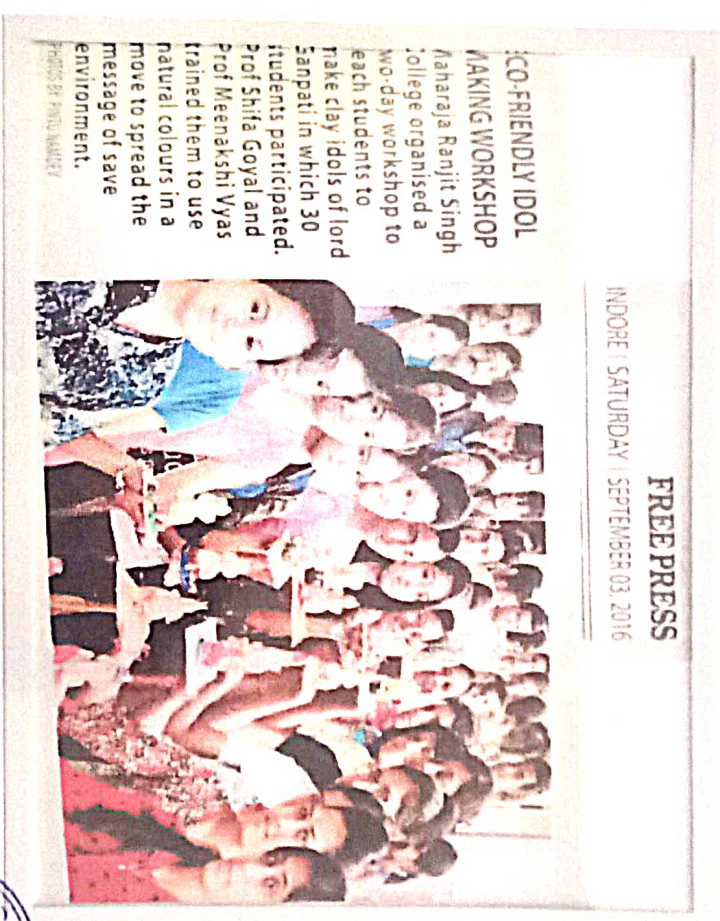 FREE PRESS
INDORE | SATURDAY | SEPTEMBER 03, 2016
ECO-FRIENDLY IDOL
MAKING WORKSHOP
Maharaja Ranjit Singh
College organised a
two-day workshop to
teach students to
make clay idols of lord
Ganpati in which 30
students participated.
Prof Shifa Goyal and
Prof Meenakshi Vyas
trained them to use
natural colours in a
move to spread the
message of save
environment.
PHOTOS BY PINTU NAMDEV